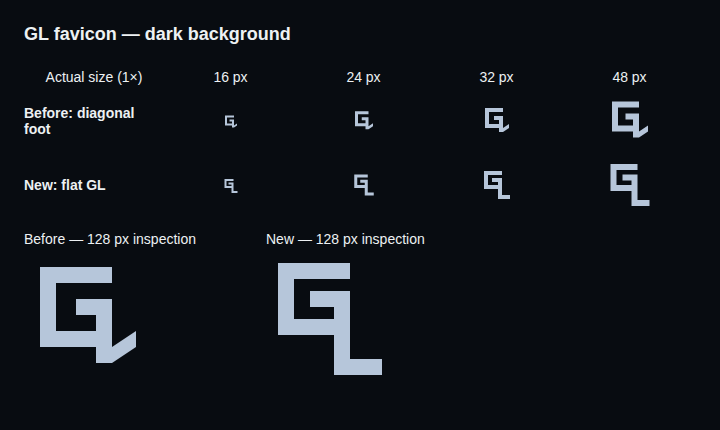 GL favicon — dark background
Actual size (1×) 16 px 24 px 32 px 48 px
Before: diagonal
foot
New: flat GL
Before — 128 px inspection New — 128 px inspection